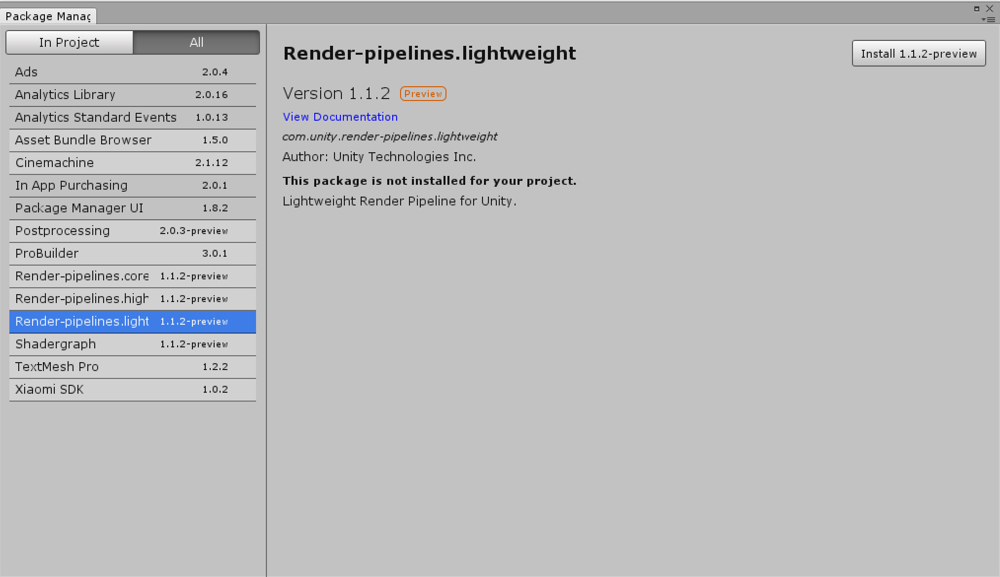 Package Manag
In Project
All
Ads 2.0.4
Analytics Library 2.0.16
Analytics Standard Events 1.0.13
Asset Bundle Browser 1.5.0
Cinemachine 2.1.12
In App Purchasing 2.0.1
Package Manager UI 1.8.2
Postprocessing 2.0.3-preview
ProBuilder 3.0.1
Render-pipelines.core 1.1.2-preview
Render-pipelines.high 1.1.2-preview
Render-pipelines.light 1.1.2-preview
Shadergraph 1.1.2-preview
TextMesh Pro 1.2.2
Xiaomi SDK 1.0.2
Render-pipelines.lightweight
Install 1.1.2-preview
Version 1.1.2 Preview
View Documentation
com.unity.render-pipelines.lightweight
Author: Unity Technologies Inc.
This package is not installed for your project.
Lightweight Render Pipeline for Unity.